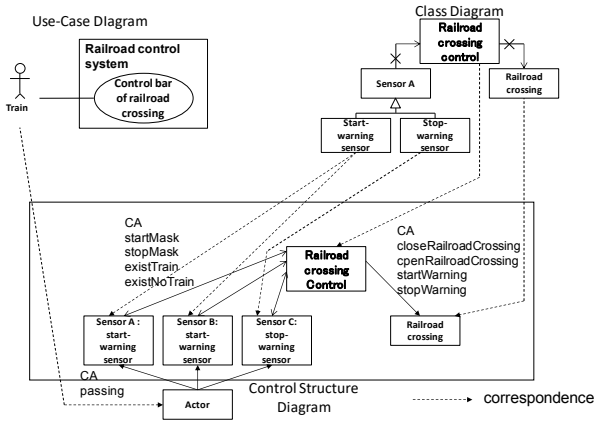 Use-Case DIagram
Class Diagram
Railroad control
system
Control bar
of railroad
crossing
Train
Railroad
crossing
control
Sensor A
Railroad
crossing
Start-
warning
sensor
Stop-
warning
sensor
CA
startMask
stopMask
existTrain
existNoTrain
Railroad
crossing
Control
CA
closeRailroadCrossing
cpenRailroadCrossing
startWarning
stopWarning
Sensor A :
start-
warning
sensor
Sensor B:
start-
warning
sensor
Sensor C:
stop-
warning
sensor
Railroad
crossing
CA
passing
Actor
Control Structure
Diagram
correspondence